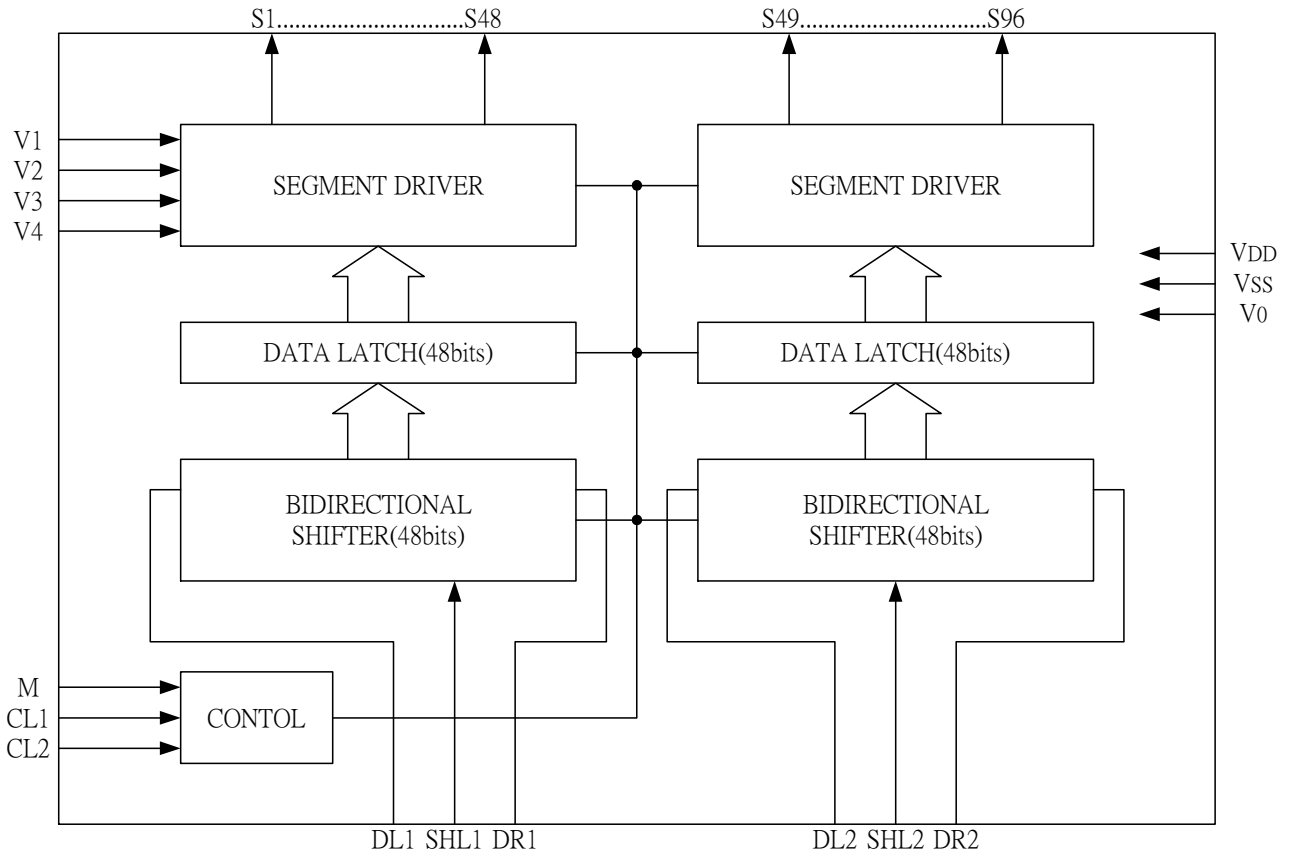 S1..............................S48
S49..............................S96
V1
V2
V3
V4
SEGMENT DRIVER
SEGMENT DRIVER
VDD
VSS
V0
DATA LATCH(48bits)
DATA LATCH(48bits)
BIDIRECTIONAL
SHIFTER(48bits)
BIDIRECTIONAL
SHIFTER(48bits)
M
CL1
CL2
CONTOL
DL1 SHL1 DR1
DL2 SHL2 DR2